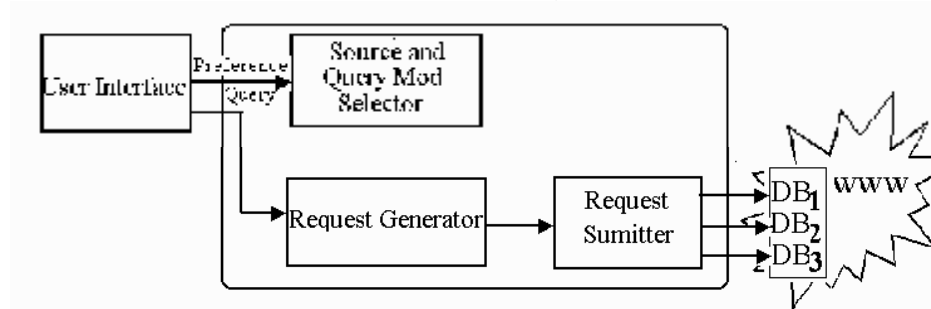 User Interface
Preference
Query
Source and
Query Mod
Selector
Request Generator
Request
Sumitter
DB1
DB2
DB3
WWW